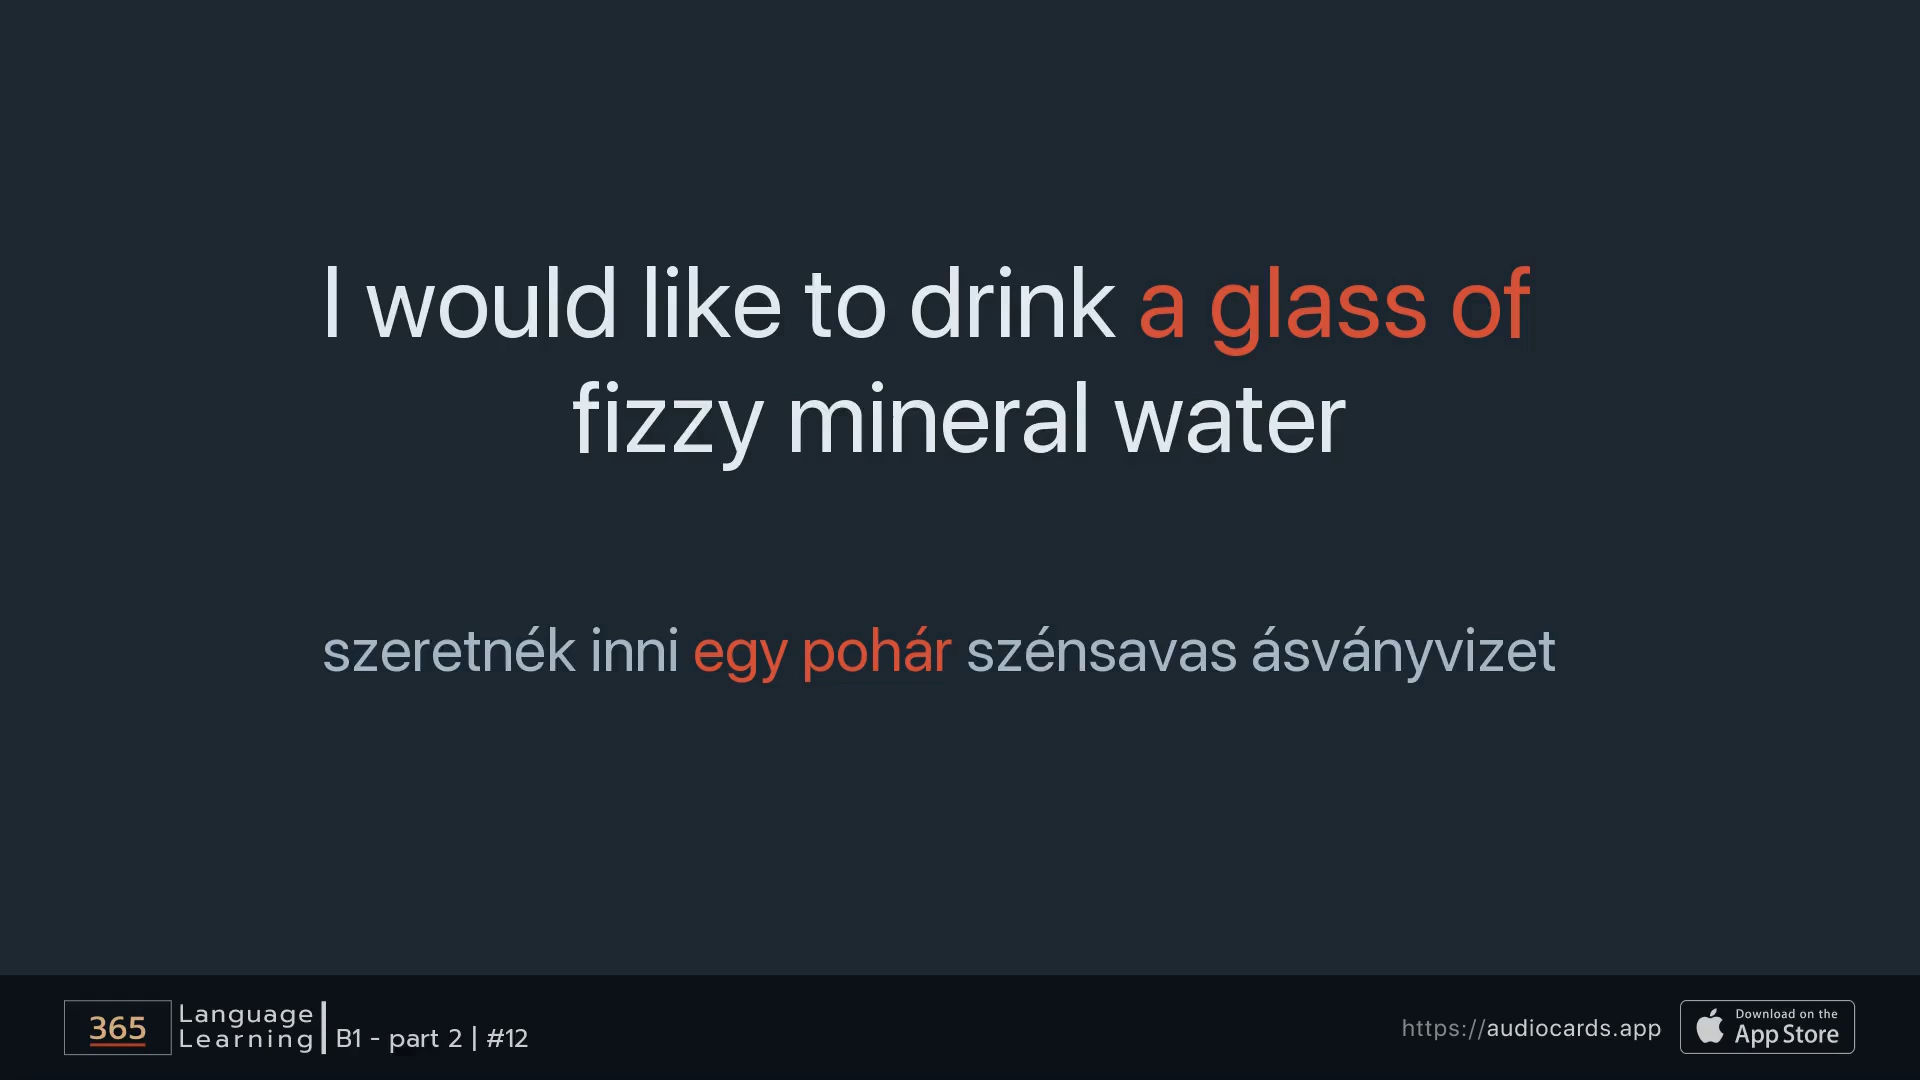 I would like to drink a glass of
fizzy mineral water
szeretnék inni egy pohár szénsavas ásványvizet
365
Language
Learning
B1 - part 2 | #12
https://audiocards.app
Download on the
App Store